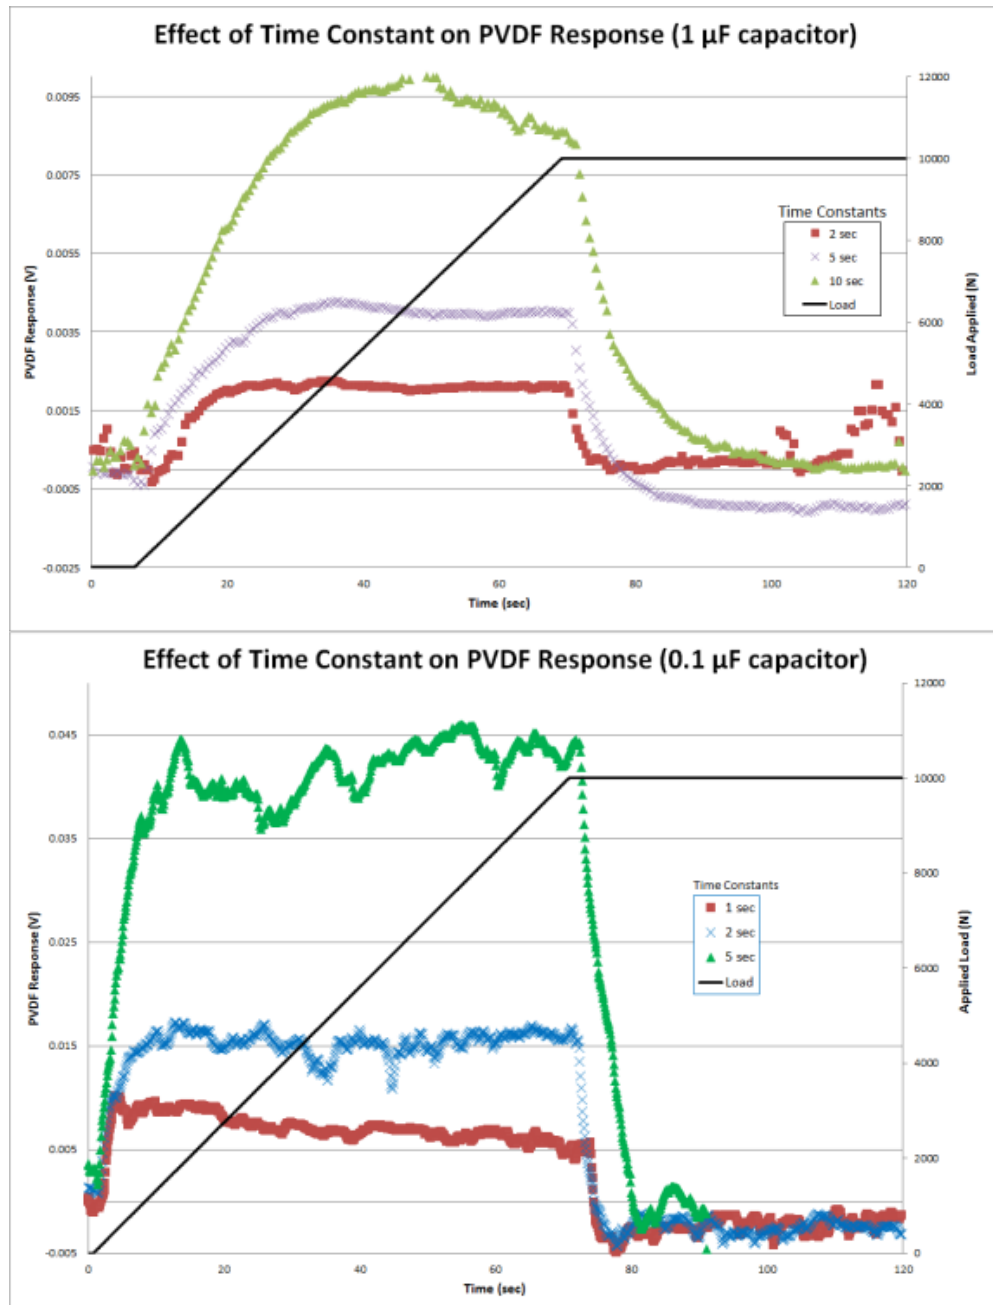 Effect of Time Constant on PVDF Response (1 µF capacitor)
0.0095
0.0075
0.0055
0.0035
0.0015
-0.0005
-0.0025
PVDF Response (V)
12000
10000
8000
6000
4000
2000
0
Load Applied (N)
Time Constants
2 sec
5 sec
10 sec
Load
0 20 40 60 80 100 120
Time (sec)
Effect of Time Constant on PVDF Response (0.1 µF capacitor)
0.045
0.035
0.025
0.015
0.005
-0.005
PVDF Response (V)
12000
10000
8000
6000
4000
2000
0
Applied Load (N)
Time Constants
1 sec
2 sec
5 sec
Load
0 20 40 60 80 100 120
Time (sec)